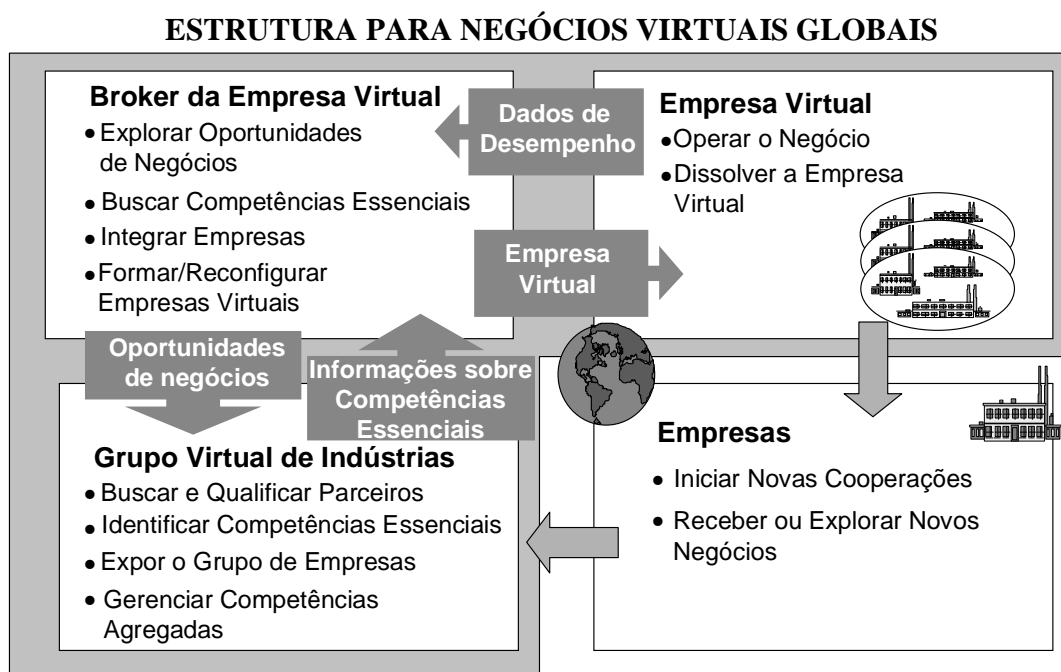 ESTRUTURA PARA NEGÓCIOS VIRTUAIS GLOBAIS
Broker da Empresa Virtual
• Explorar Oportunidades
de Negócios
• Buscar Competências Essenciais
• Integrar Empresas
• Formar/Reconfigurar
Empresas Virtuais
Dados de
Desempenho
Empresa
Virtual
Empresa Virtual
• Operar o Negócio
• Dissolver a Empresa
Virtual
Oportunidades
de negócios
Informações sobre
Competências
Essenciais
Grupo Virtual de Indústrias
• Buscar e Qualificar Parceiros
• Identificar Competências Essenciais
• Expor o Grupo de Empresas
• Gerenciar Competências
Agregadas
Empresas
• Iniciar Novas Cooperações
• Receber ou Explorar Novos
Negócios